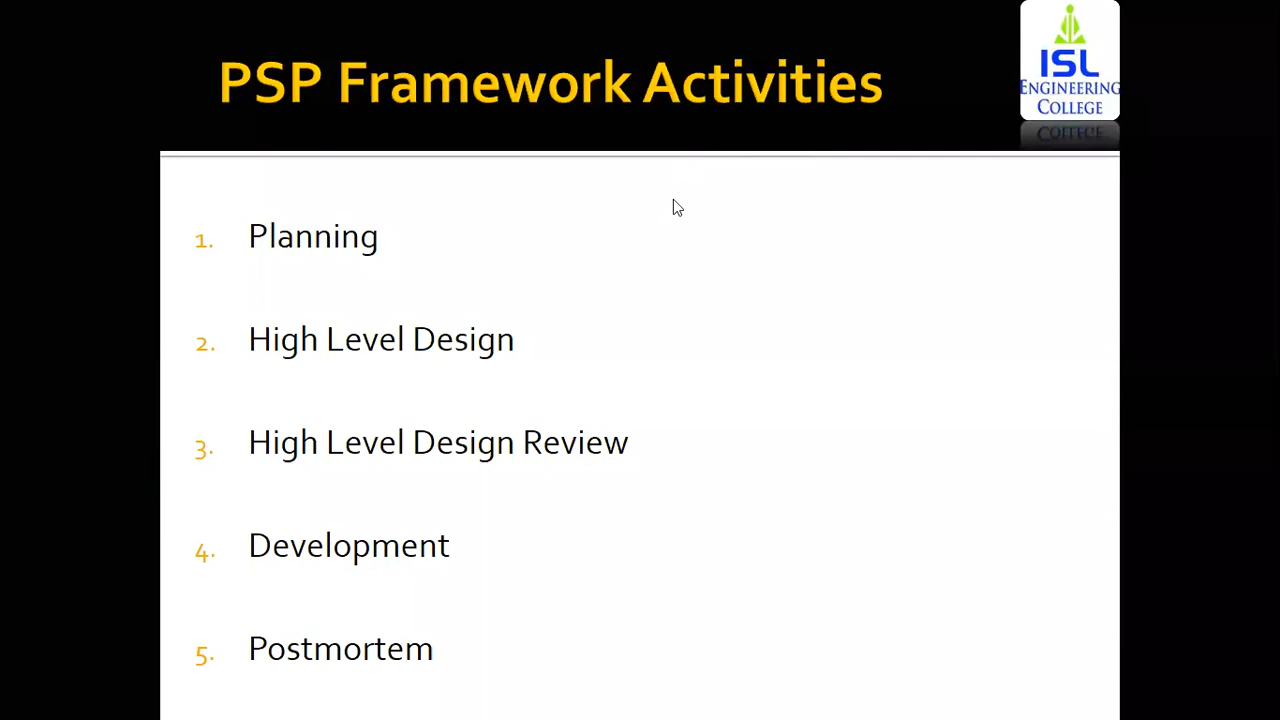 PSP Framework Activities
ISL
ENGINEERING
COLLEGE
1. Planning
2. High Level Design
3. High Level Design Review
4. Development
5. Postmortem